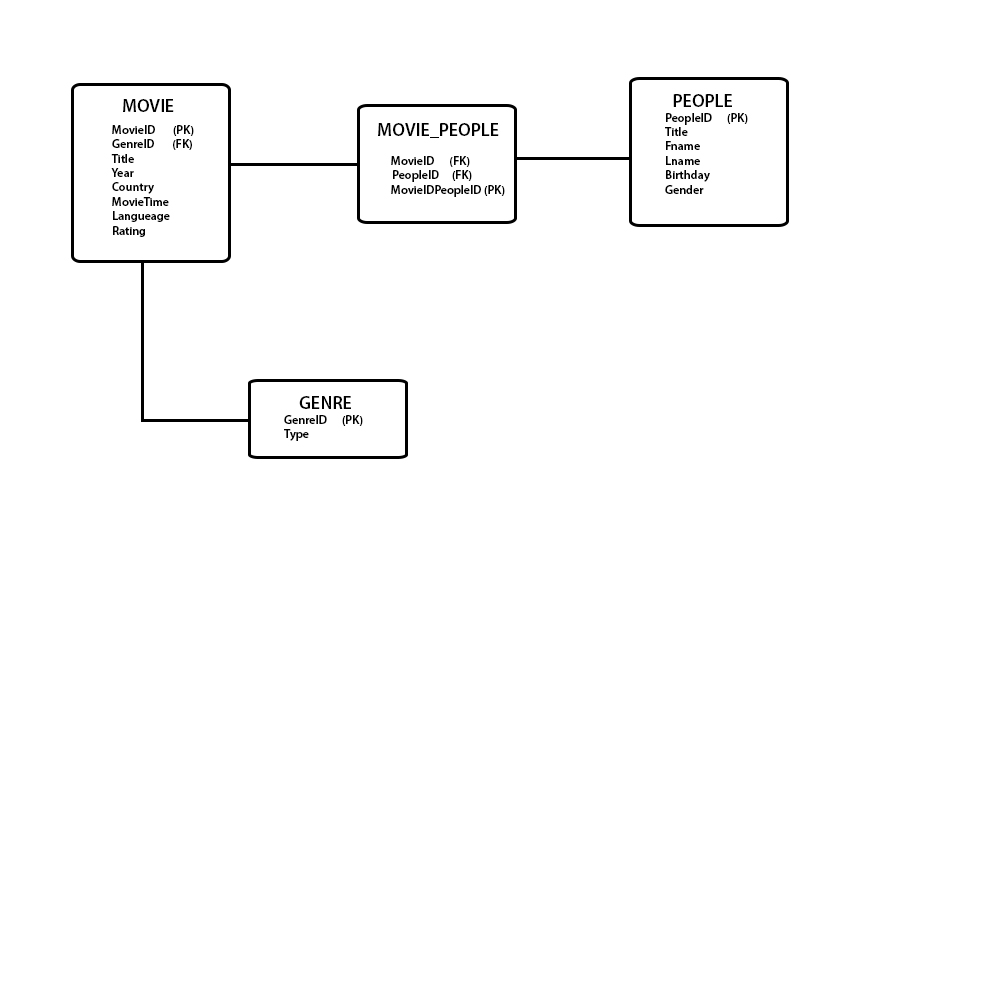 MOVIE
MovieID (PK)
GenreID (FK)
Title
Year
Country
MovieTime
Langueage
Rating
MOVIE_PEOPLE
MovieID (FK)
PeopleID (FK)
MovieIDPeopleID (PK)
PEOPLE
PeopleID (PK)
Title
Fname
Lname
Birthday
Gender
GENRE
GenreID (PK)
Type